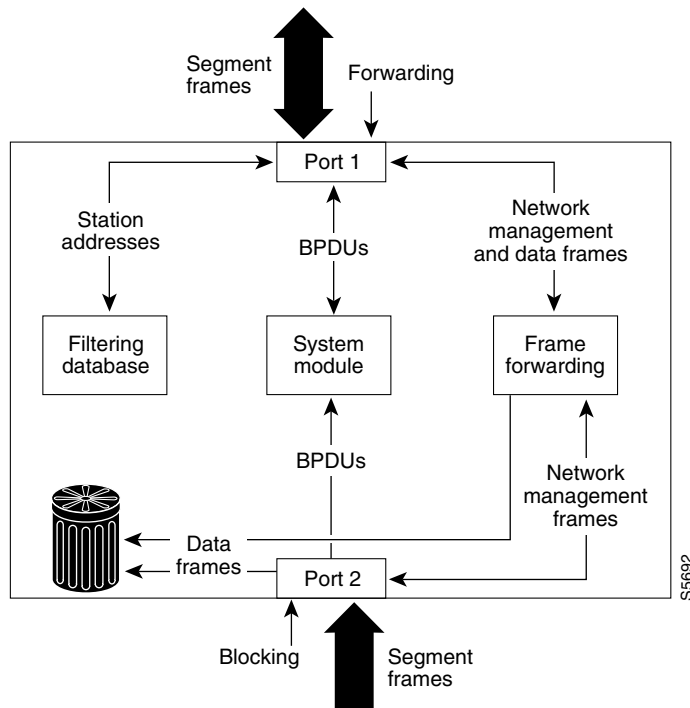 Segment
frames
Forwarding
Port 1
Station
addresses
BPDUs
Network
management
and data frames
Filtering
database
System
module
Frame
forwarding
BPDUs
Network
management
frames
Data
frames
Port 2
Blocking
Segment
frames
S5692